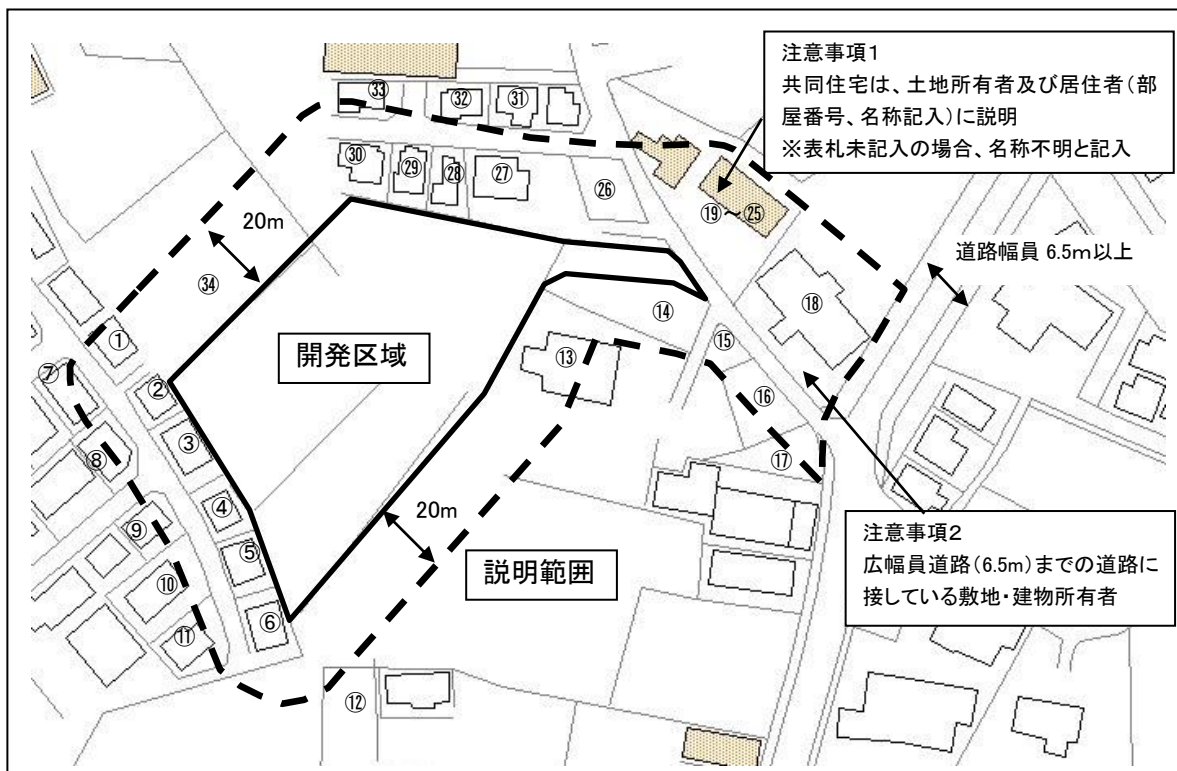 注意事項1
共同住宅は、土地所有者及び居住者(部
屋番号、名称記入)に説明
※表札未記入の場合、名称不明と記入
㉝
㉜
㉛
㉚
㉙
㉘
㉗
㉖
⑲~㉕
20m
道路幅員 6.5m以上
㉞
⑱
⑭
⑮
①
開発区域
⑬
⑦
②
⑯
③
⑧
⑰
④
20m
⑨
⑤
説明範囲
注意事項2
広幅員道路(6.5m)までの道路に
接している敷地・建物所有者
⑩
⑪
⑥
⑫